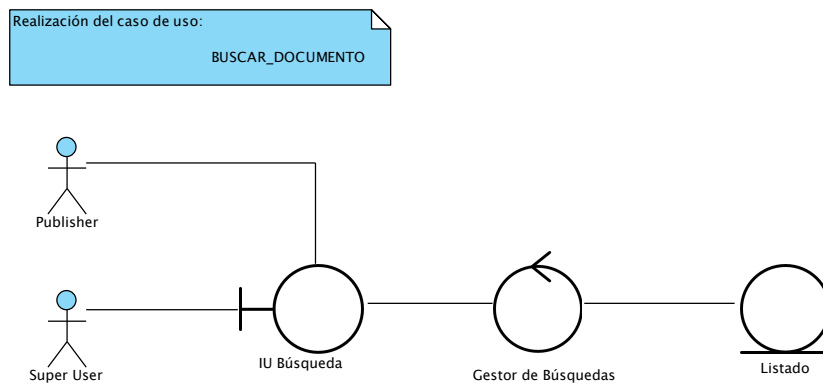 Realización del caso de uso:
BUSCAR_DOCUMENTO
Publisher
Super User
IU Búsqueda
Gestor de Búsquedas
Listado